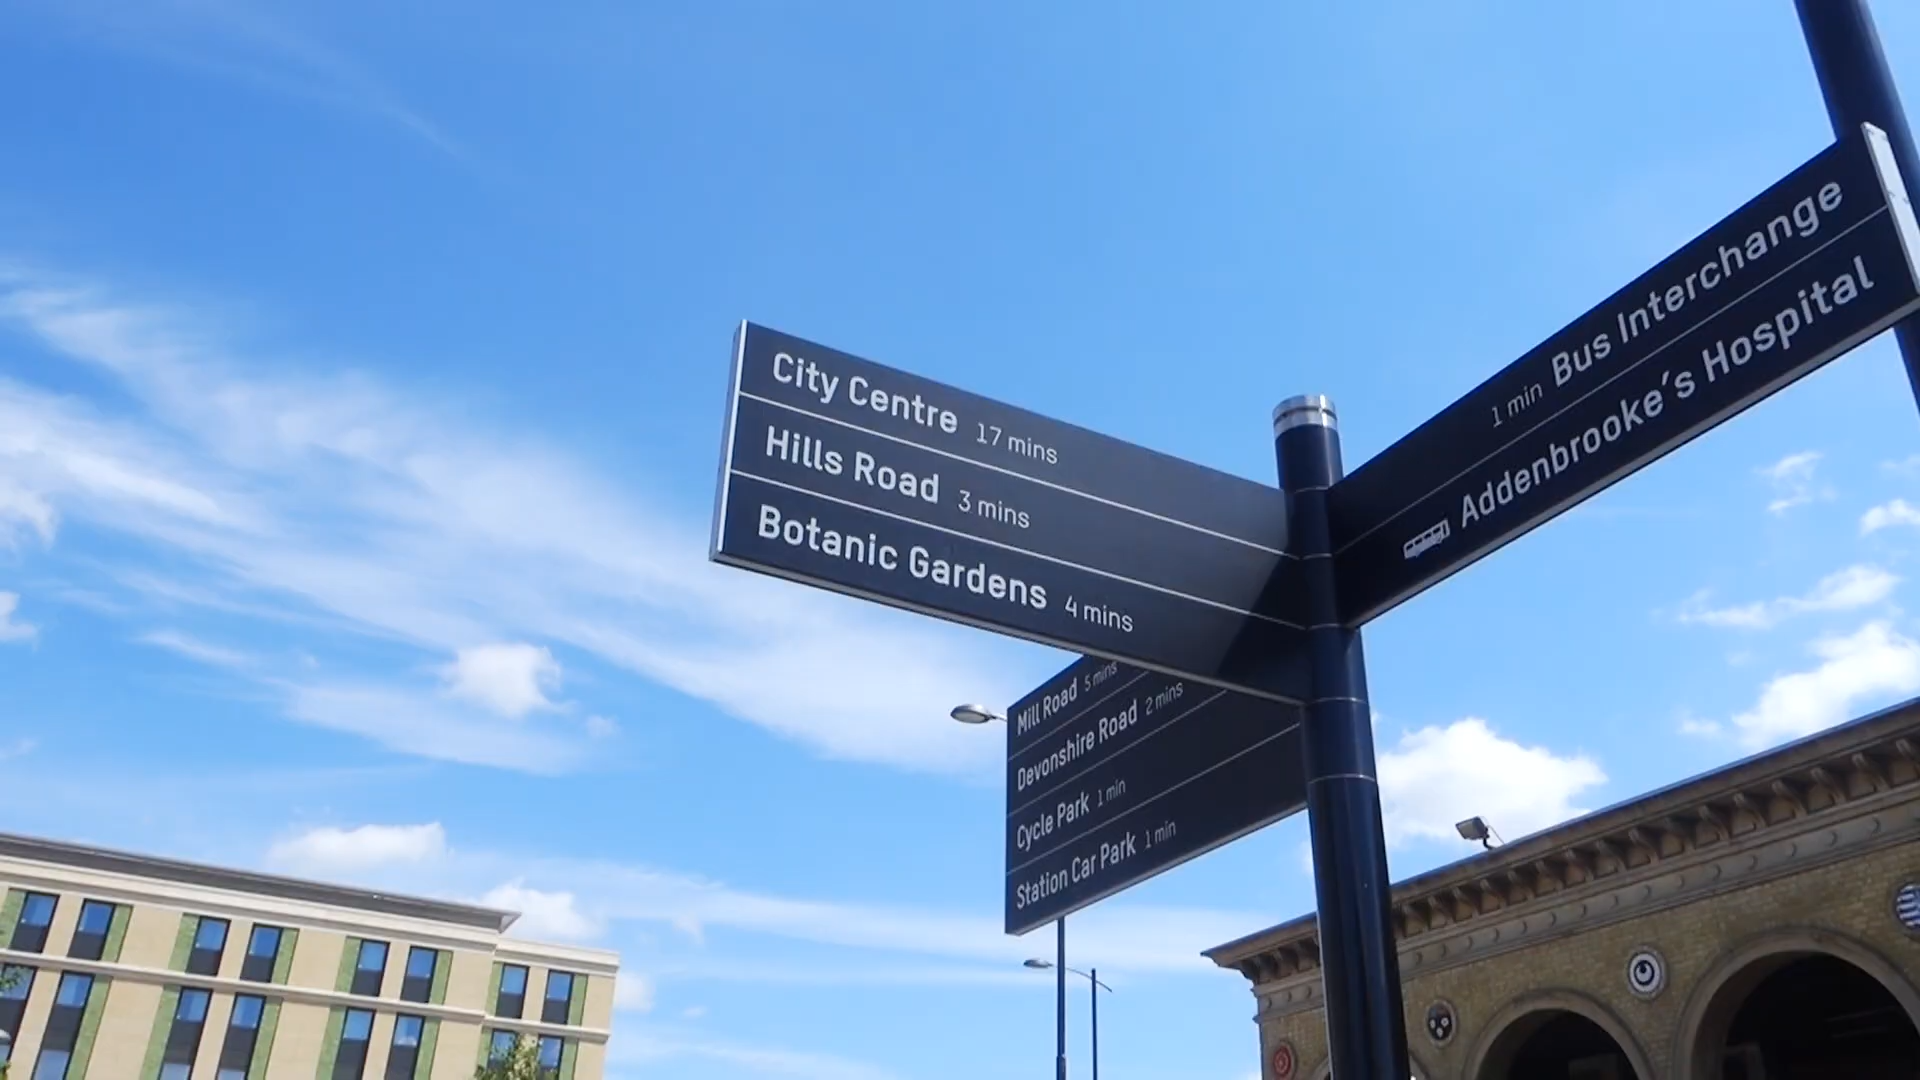 City Centre 17 mins
Hills Road 3 mins
Botanic Gardens 4 mins
1 min Bus Interchange
Addenbrooke's Hospital
Mill Road 5 mins
Devonshire Road 2 mins
Cycle Park 1 min
Station Car Park 1 min